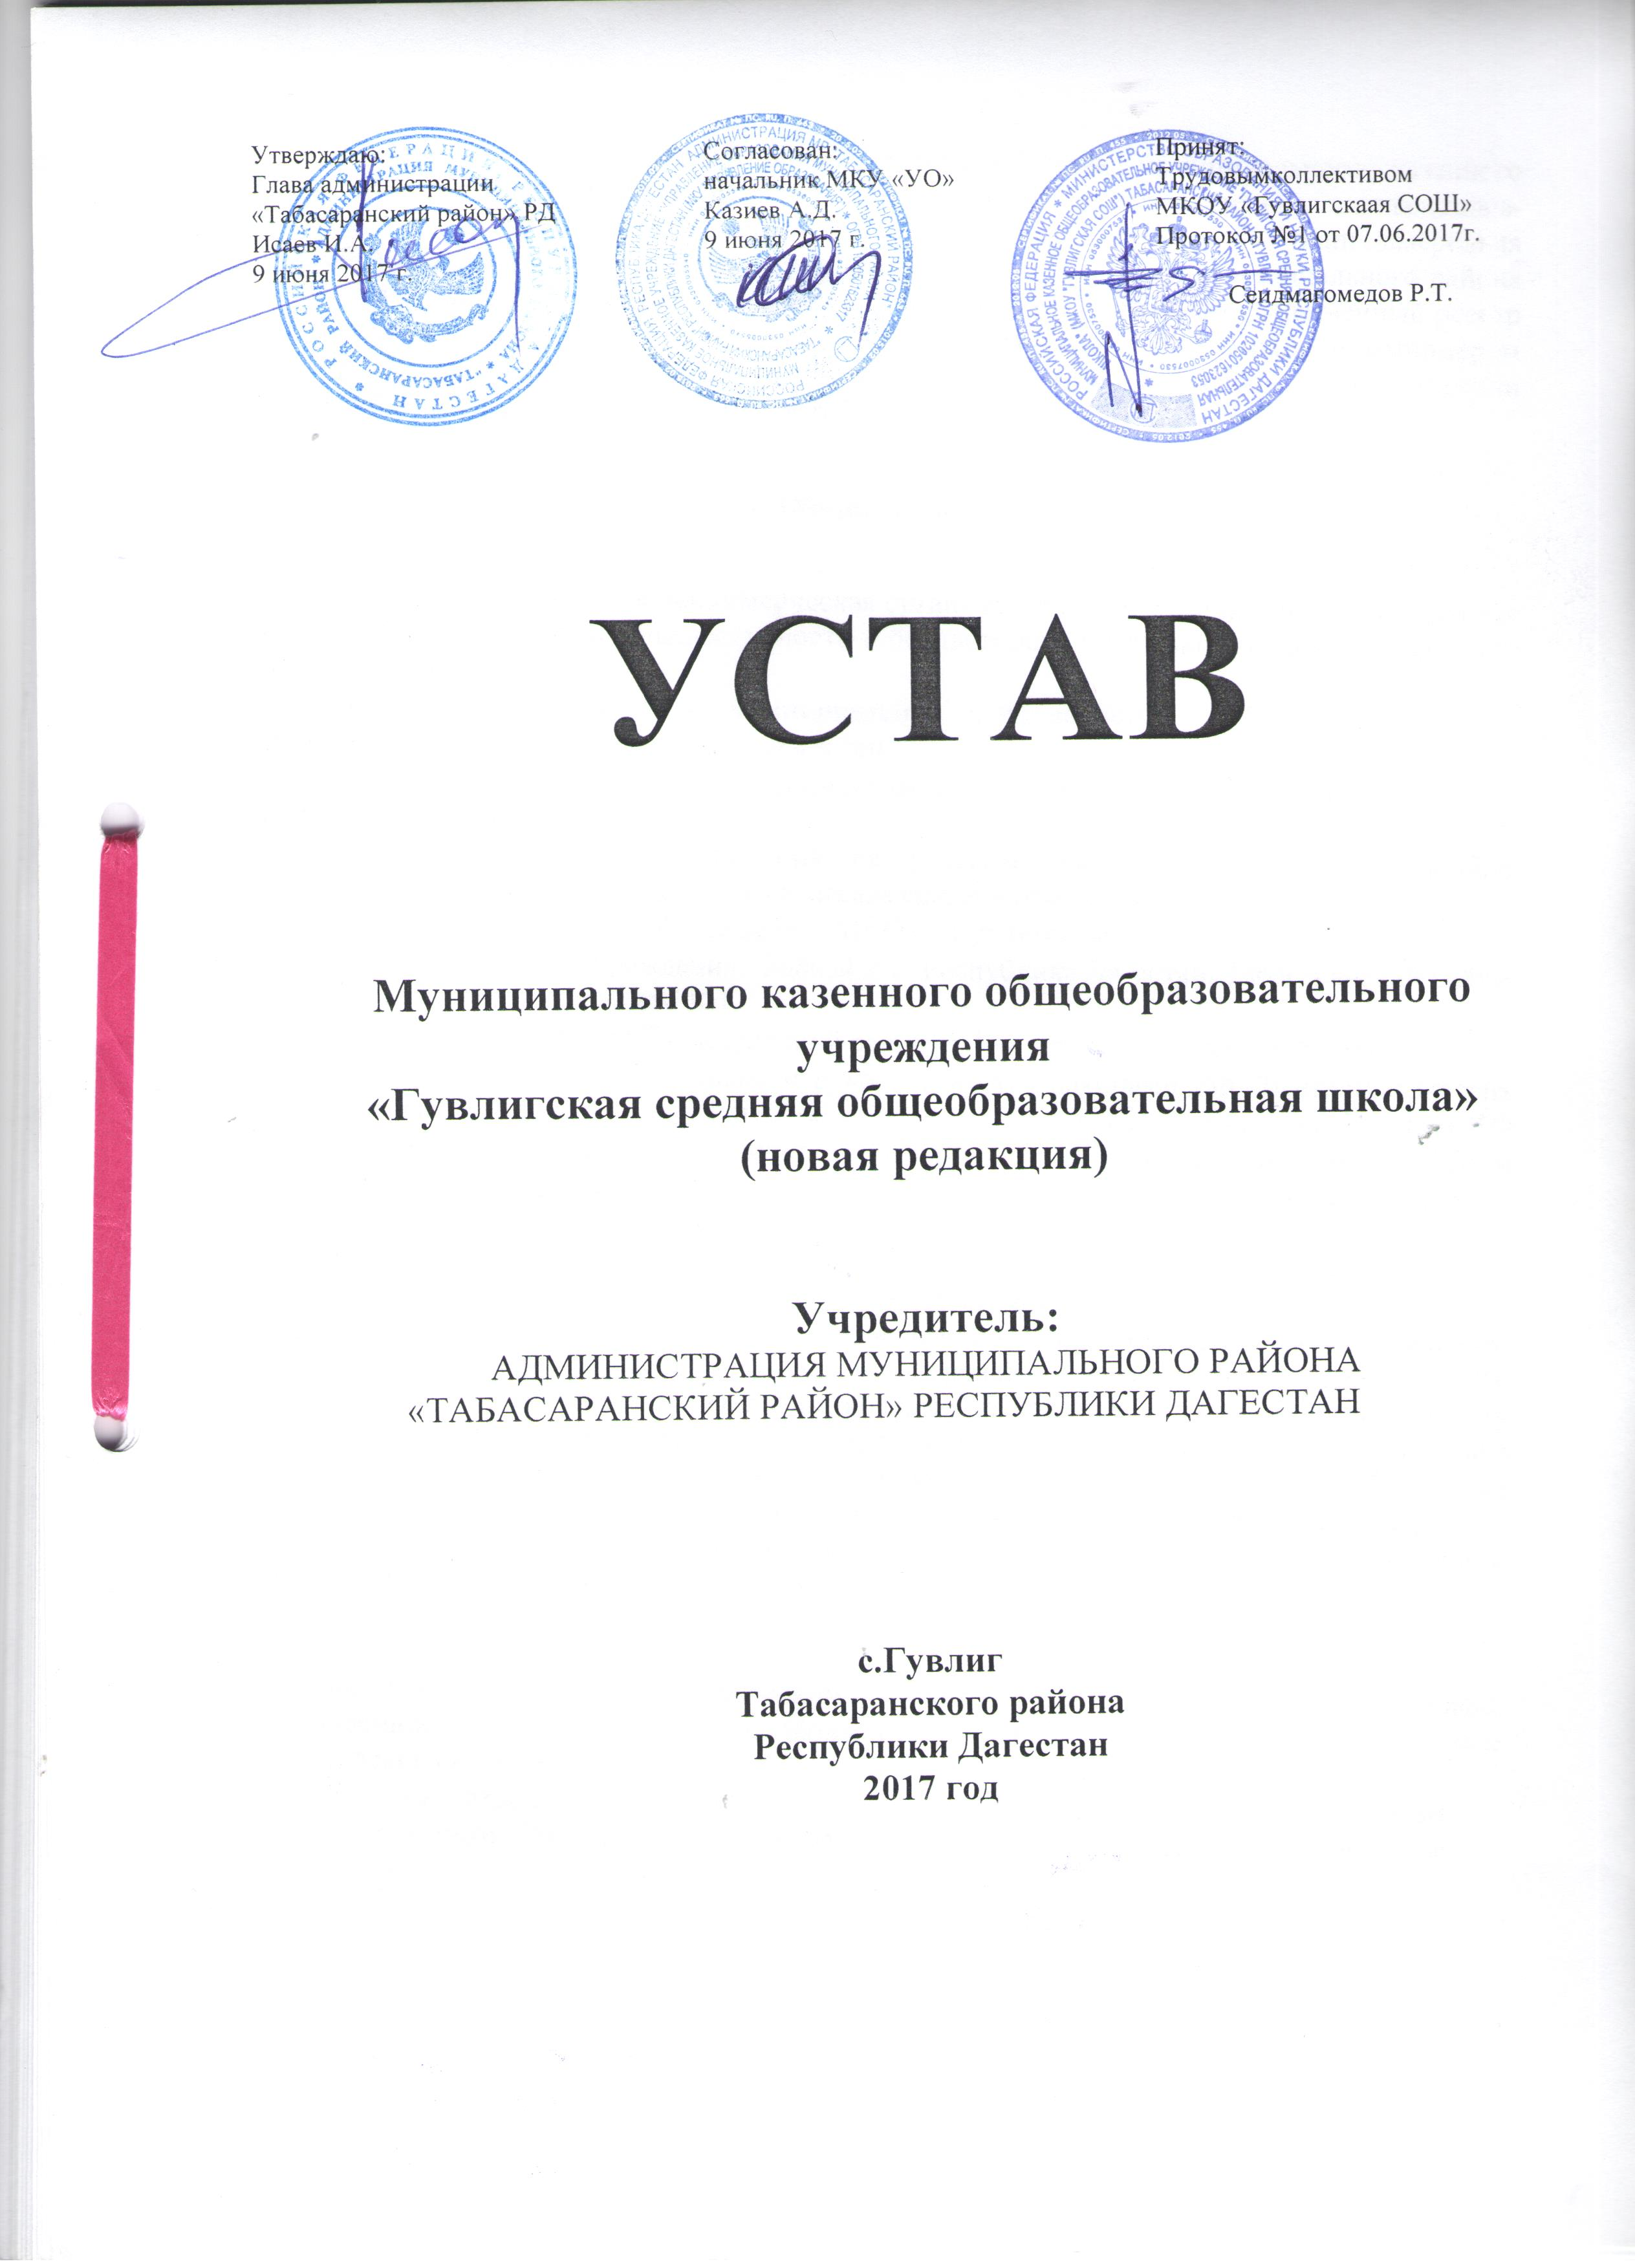 Утверждаю:
Глава администрации
«Табасаранский район» РД
Исаев И.А.
9 июня 2017 г.
Согласован:
начальник МКУ «УО»
Казиев А.Д.
9 июня 2017 г.
Принят:
Трудовымколлективом
МКОУ «Гувлигскаая СОШ»
Протокол №1 от 07.06.2017г.
Сеидмагомедов Р.Т.
УСТАВ
Муниципального казенного общеобразовательного
учреждения
«Гувлигская средняя общеобразовательная школа»
(новая редакция)
Учредитель:
АДМИНИСТРАЦИЯ МУНИЦИПАЛЬНОГО РАЙОНА
«ТАБАСАРАНСКИЙ РАЙОН» РЕСПУБЛИКИ ДАГЕСТАН
с.Гувлиг
Табасаранского района
Республики Дагестан
2017 год